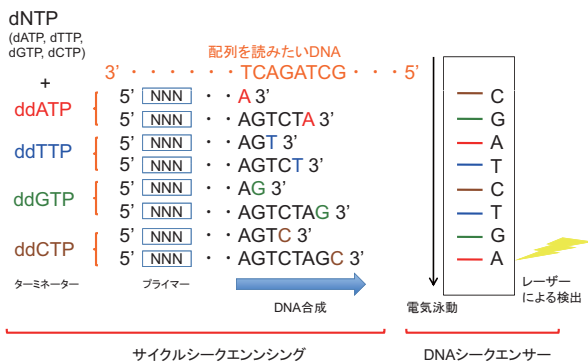 dNTP
(dATP, dTTP,
dGTP, dCTP)
+
配列を読みたいDNA
3’ ・ ・ ・ ・ ・ ・ TCAGATCG ・ ・ ・ 5’
ddATP
5’ NNN ・ ・ A 3’
5’ NNN ・ ・ AGTCTA 3’
ddTTP
5’ NNN ・ ・ AGT 3’
5’ NNN ・ ・ AGTCT 3’
ddGTP
5’ NNN ・ ・ AG 3’
5’ NNN ・ ・ AGTCTAG 3’
ddCTP
5’ NNN ・ ・ AGTC 3’
5’ NNN ・ ・ AGTCTAGC 3’
ターミネーター
プライマー
DNA合成
サイクルシークエンンシング
C
G
A
T
C
T
G
A
電気泳動
レーザー
による検出
DNAシークエンサー